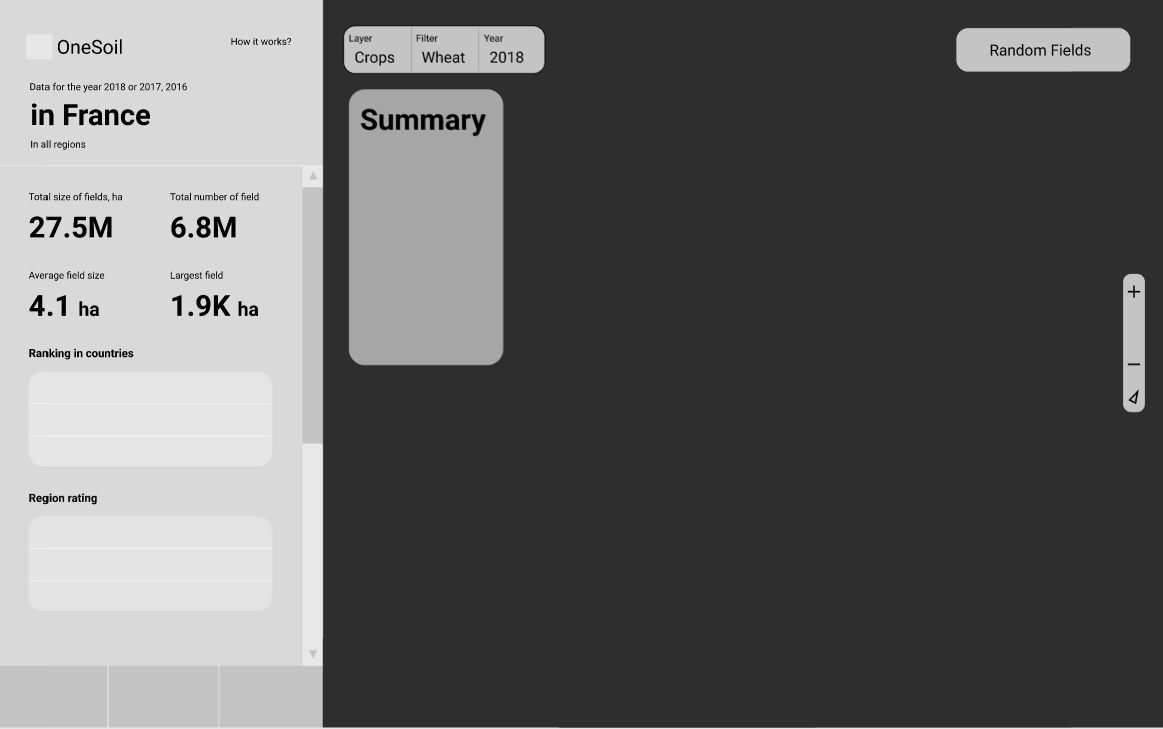 OneSoil
How it works?
Data for the year 2018 or 2017, 2016
in France
In all regions
Total size of fields, ha
Total number of field
27.5M
6.8M
Average field size
Largest field
4.1 ha
1.9K ha
Ranking in countries
Region rating
Layer
Filter
Year
Crops
Wheat
2018
Summary
Random Fields